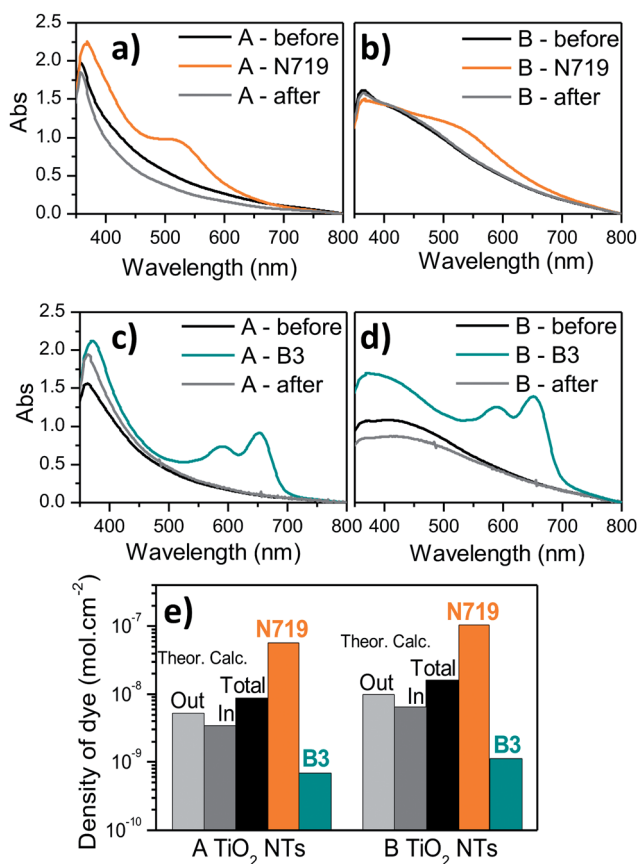 a)
A - before
A - N719
A - after
2.5
2.0
1.5
1.0
0.5
0.0
Abs
400 500 600 700 800
Wavelength (nm)
b)
B - before
B - N719
B - after
400 500 600 700 800
Wavelength (nm)
c)
A - before
A - B3
A - after
2.5
2.0
1.5
1.0
0.5
0.0
Abs
400 500 600 700 800
Wavelength (nm)
d)
B - before
B - B3
B - after
400 500 600 700 800
Wavelength (nm)
e)
Density of dye (mol.cm⁻²)
10⁻⁷
10⁻⁸
10⁻⁹
10⁻¹⁰
Theor. Calc.
Out
In
Total
N719
B3
Theor. Calc.
Out
In
Total
N719
B3
A TiO₂ NTs
B TiO₂ NTs